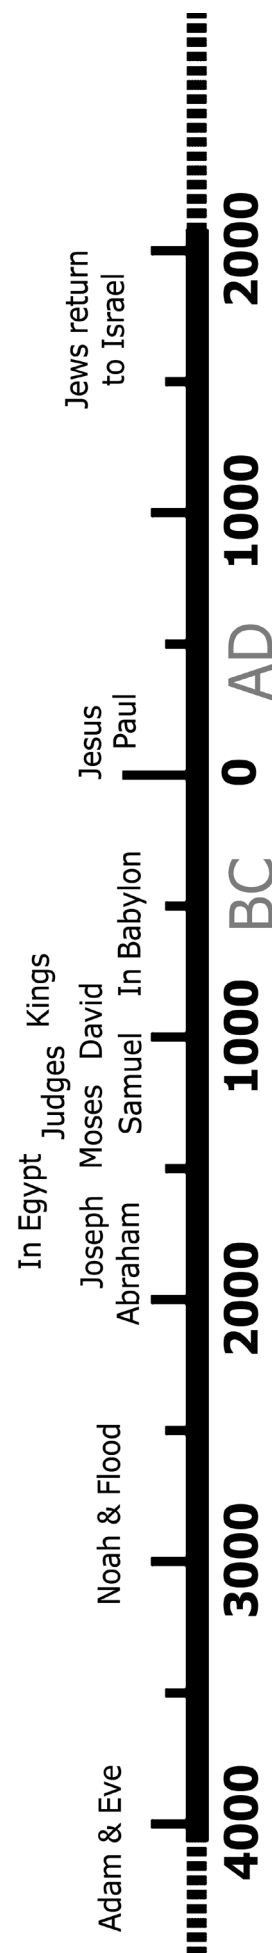 In Egypt
Judges
Kings
Adam & Eve
Noah & Flood
Joseph
Moses
David
Jesus
Jews return
Abraham
Samuel
In Babylon
Paul
to Israel
4000
3000
2000
1000
0
1000
2000
BC
AD